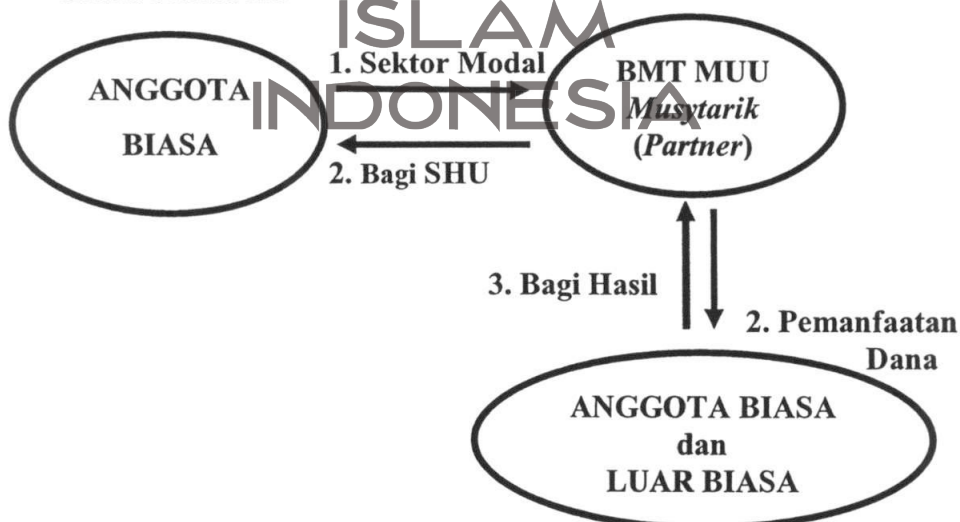 ISLAM
INDONESIA
ANGGOTA
BIASA
1. Sektor Modal
2. Bagi SHU
BMT MUU
Musytarik
(Partner)
3. Bagi Hasil
2. Pemanfaatan
Dana
ANGGOTA BIASA
dan
LUAR BIASA